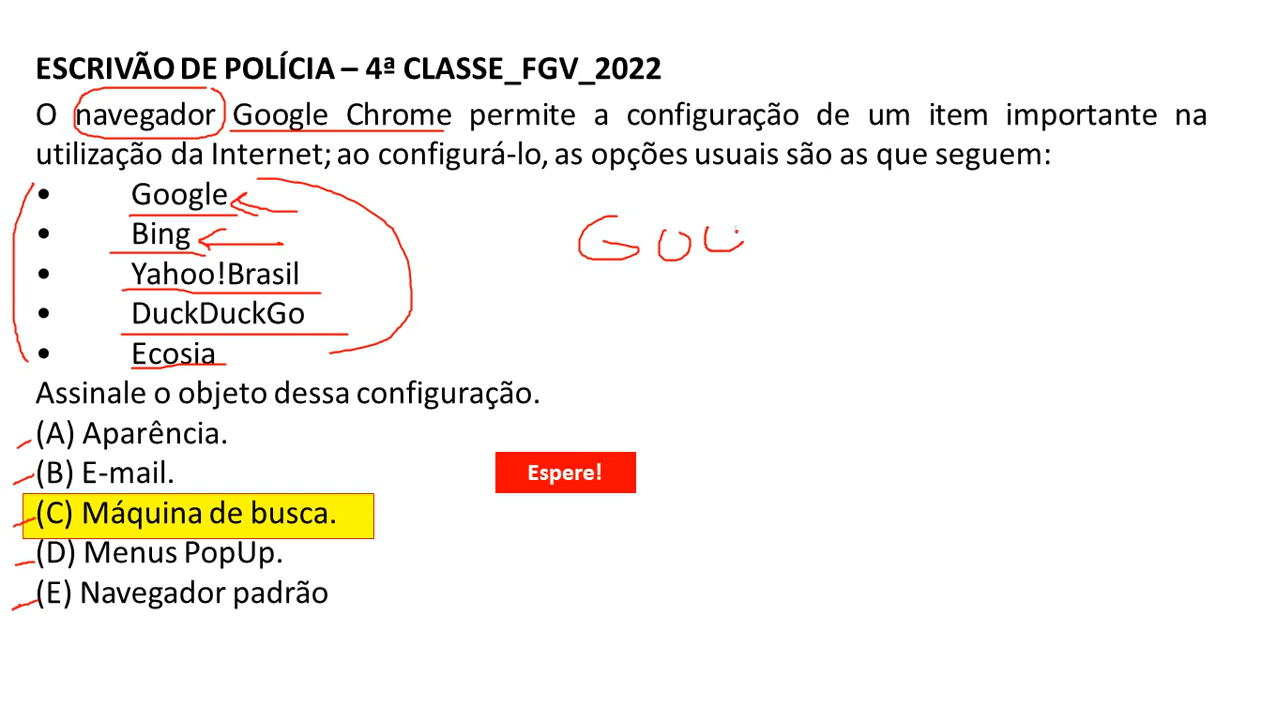 ESCRIVÃO DE POLÍCIA – 4ª CLASSE_FGV_2022
O navegador Google Chrome permite a configuração de um item importante na
utilização da Internet; ao configurá-lo, as opções usuais são as que seguem:
• Google
• Bing
• Yahoo!Brasil
• DuckDuckGo
• Ecosia
Assinale o objeto dessa configuração.
(A) Aparência.
(B) E-mail.
(C) Máquina de busca.
(D) Menus PopUp.
(E) Navegador padrão
Espere!